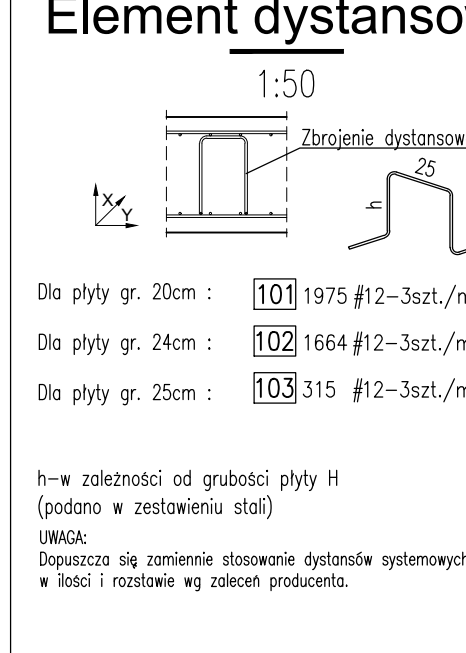 Element dystansow
1:50
Zbrojenie dystansow
25
h
X
Y
Dla płyty gr. 20cm : 101 1975 #12-3szt./m
Dla płyty gr. 24cm : 102 1664 #12-3szt./m
Dla płyty gr. 25cm : 103 315 #12-3szt./m
h-w zależności od grubości płyty H
(podano w zestawieniu stali)
UWAGA:
Dopuszcza się zamiennie stosowanie dystansów systemowych
w ilości i rozstawie wg zaleceń producenta.